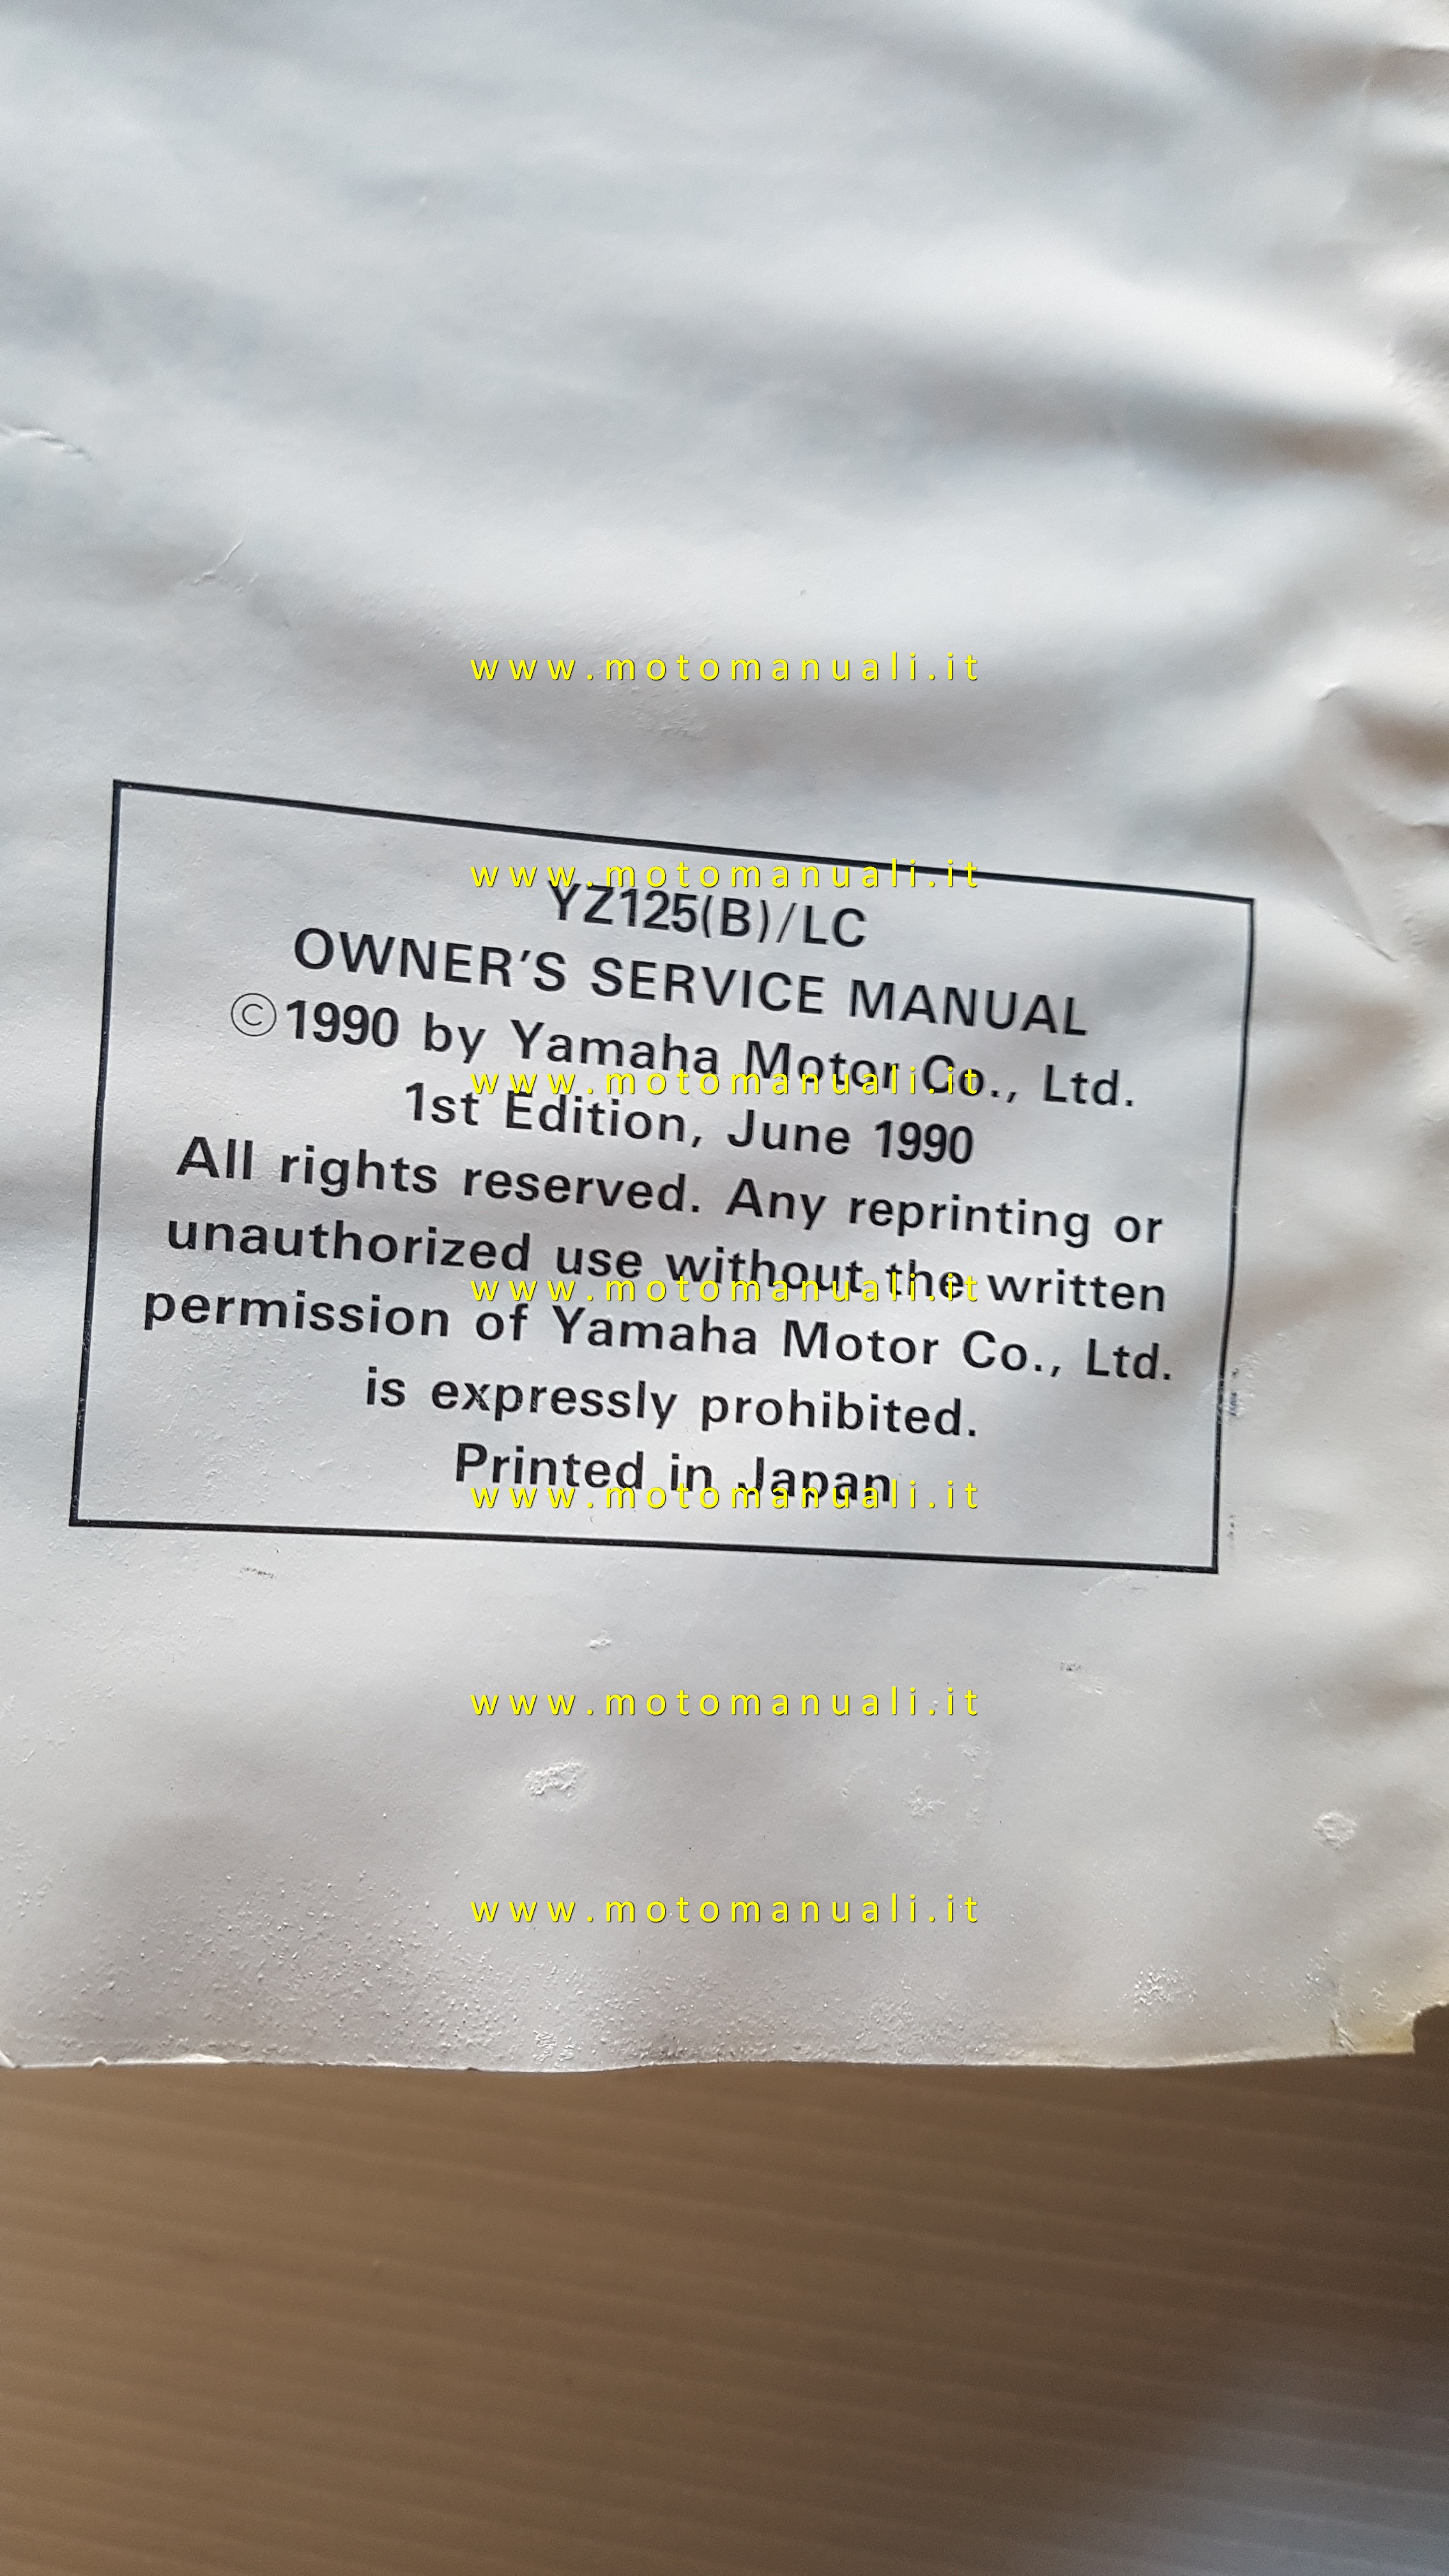 www.motomanuali.it
www.motomanuali.it
YZ125(B)/LC
OWNER'S SERVICE MANUAL
©1990 by Yamaha Motor Co., Ltd.
www.motomanuali.it
1st Edition, June 1990
All rights reserved. Any reprinting or
unauthorized use without the written
www.motomanuali.it
permission of Yamaha Motor Co., Ltd.
is expressly prohibited.
Printed in Japan
www.motomanuali.it
www.motomanuali.it
www.motomanuali.it